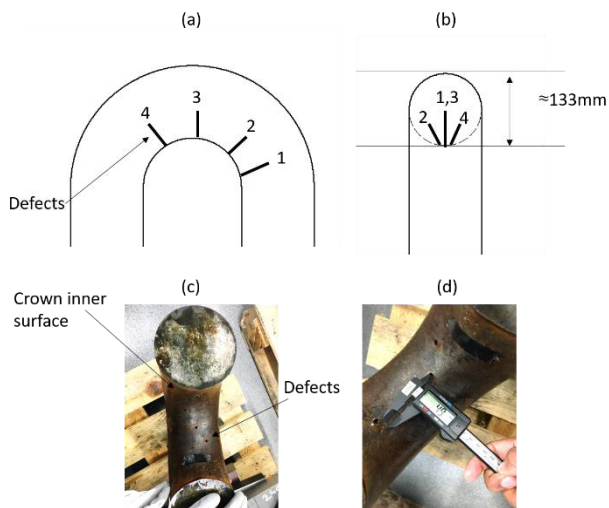 (a)
(b)
4
3
2
1
Defects
1,3
2
4
≈133mm
(c)
(d)
Crown inner
surface
Defects